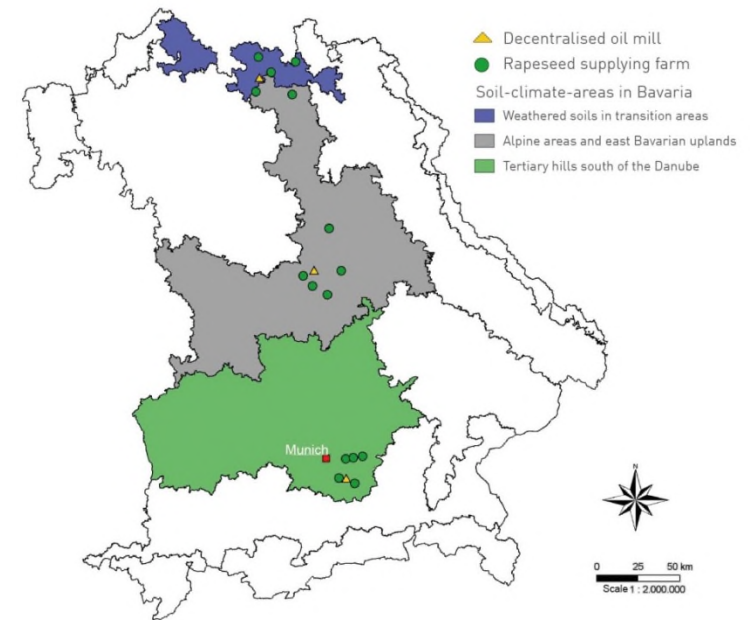 Decentralised oil mill
Rapeseed supplying farm
Soil-climate-areas in Bavaria
Weathered soils in transition areas
Alpine areas and east Bavarian uplands
Tertiary hills south of the Danube
Munich
N
0 25 50 km
Scale 1 : 2.000.000